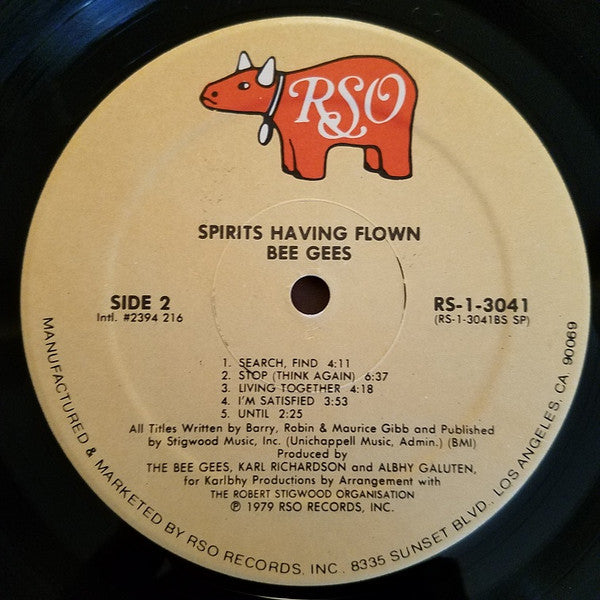 RSO
SPIRITS HAVING FLOWN
BEE GEES
SIDE 2
Intl. #2394 216
RS-1-3041
(RS-1-3041BS SP)
1. SEARCH, FIND 4:11
2. STOP (THINK AGAIN) 6:37
3. LIVING TOGETHER 4:18
4. I'M SATISFIED 3:53
5. UNTIL 2:25
All Titles Written by Barry, Robin & Maurice Gibb and Published
by Stigwood Music, Inc. (Unichappell Music, Admin.) (BMI)
Produced by
THE BEE GEES, KARL RICHARDSON and ALBHY GALUTEN,
for Karlbhy Productions by Arrangement with
THE ROBERT STIGWOOD ORGANISATION
℗ 1979 RSO RECORDS, INC.
MANUFACTURED & MARKETED BY RSO RECORDS, INC., 8335 SUNSET BLVD., LOS ANGELES, CA. 90069